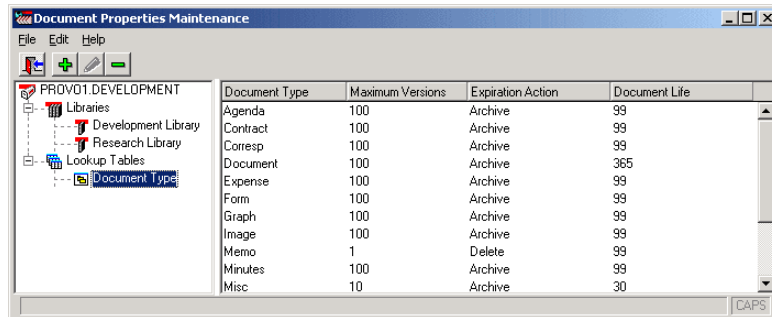 Document Properties Maintenance
File Edit Help
PROVO1.DEVELOPMENT
Libraries
Development Library
Research Library
Lookup Tables
Document Type
Document Type Maximum Versions Expiration Action Document Life
Agenda 100 Archive 99
Contract 100 Archive 99
Corresp 100 Archive 99
Document 100 Archive 365
Expense 100 Archive 99
Form 100 Archive 99
Graph 100 Archive 99
Image 100 Archive 99
Memo 1 Delete 99
Minutes 100 Archive 99
Misc 10 Archive 30
CAPS